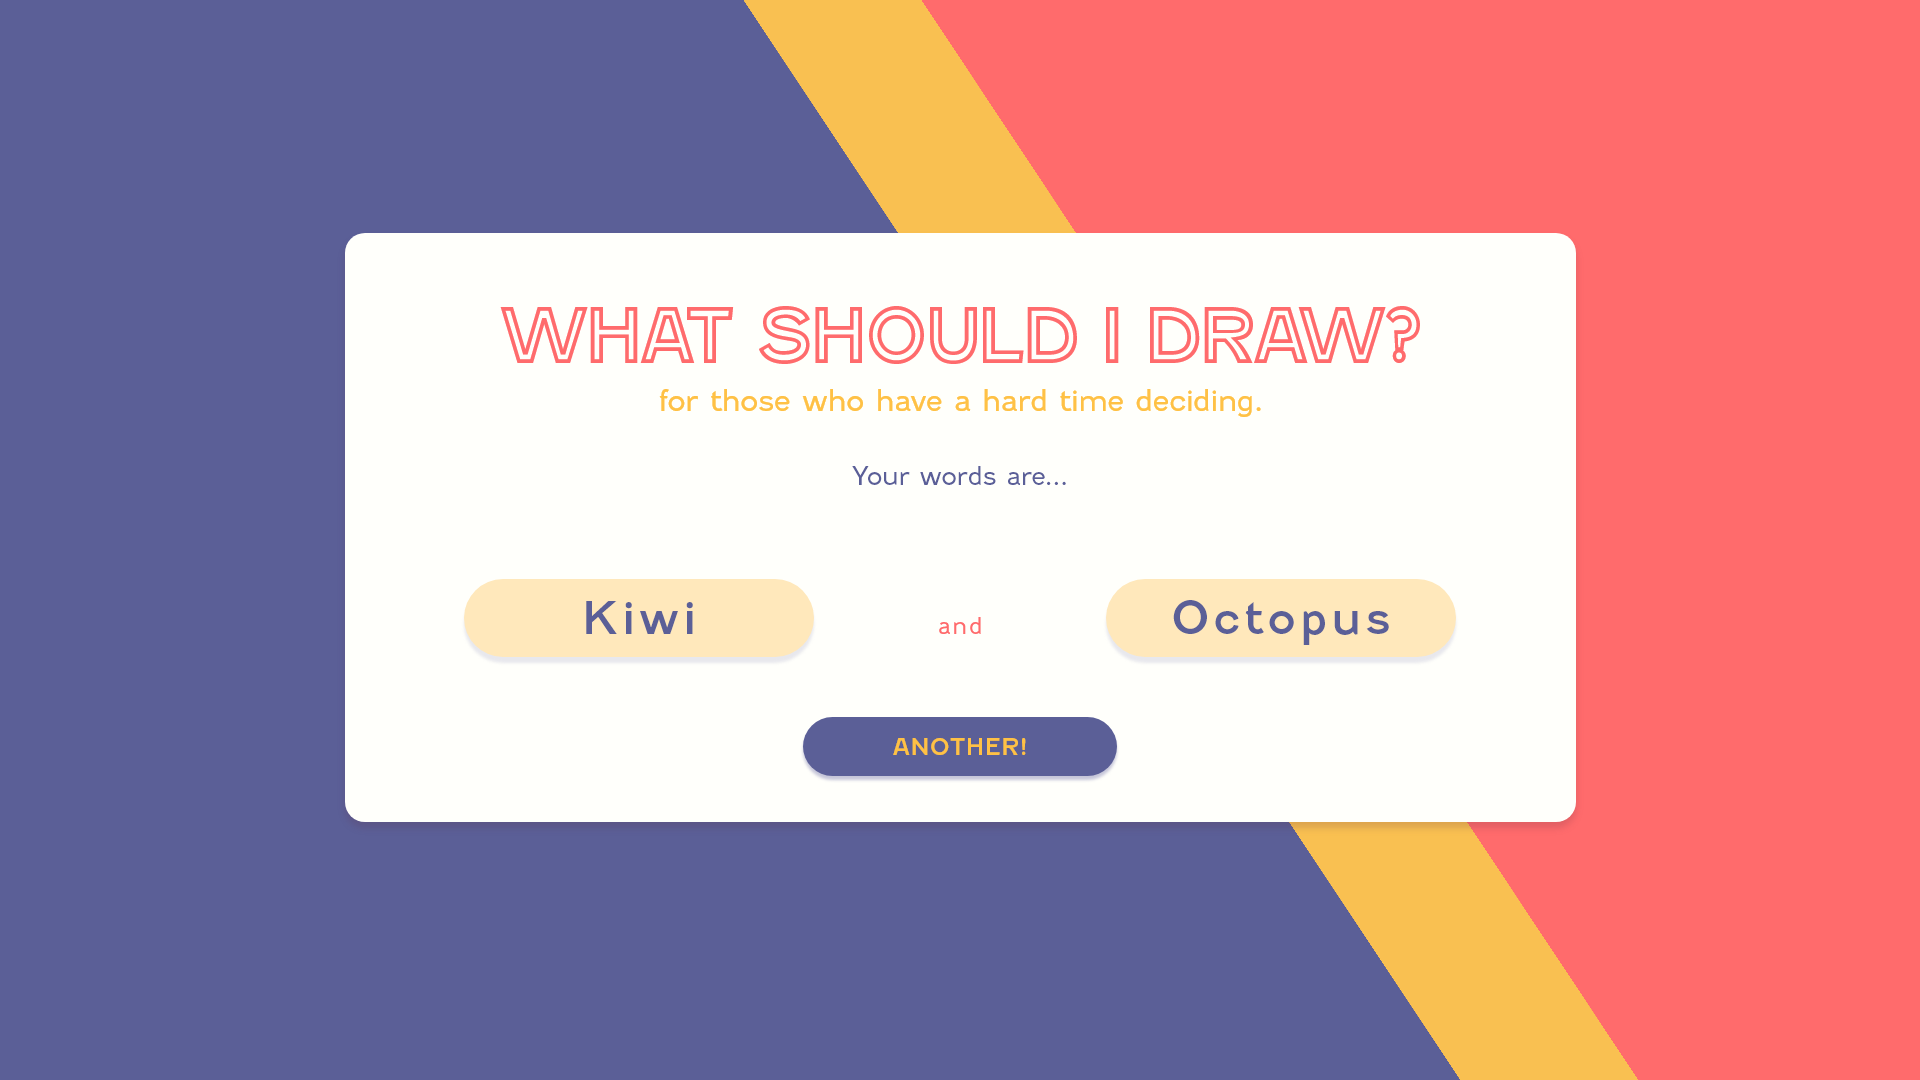 WHAT SHOULD I DRAW?
for those who have a hard time deciding.
Your words are...
Kiwi and Octopus
ANOTHER!